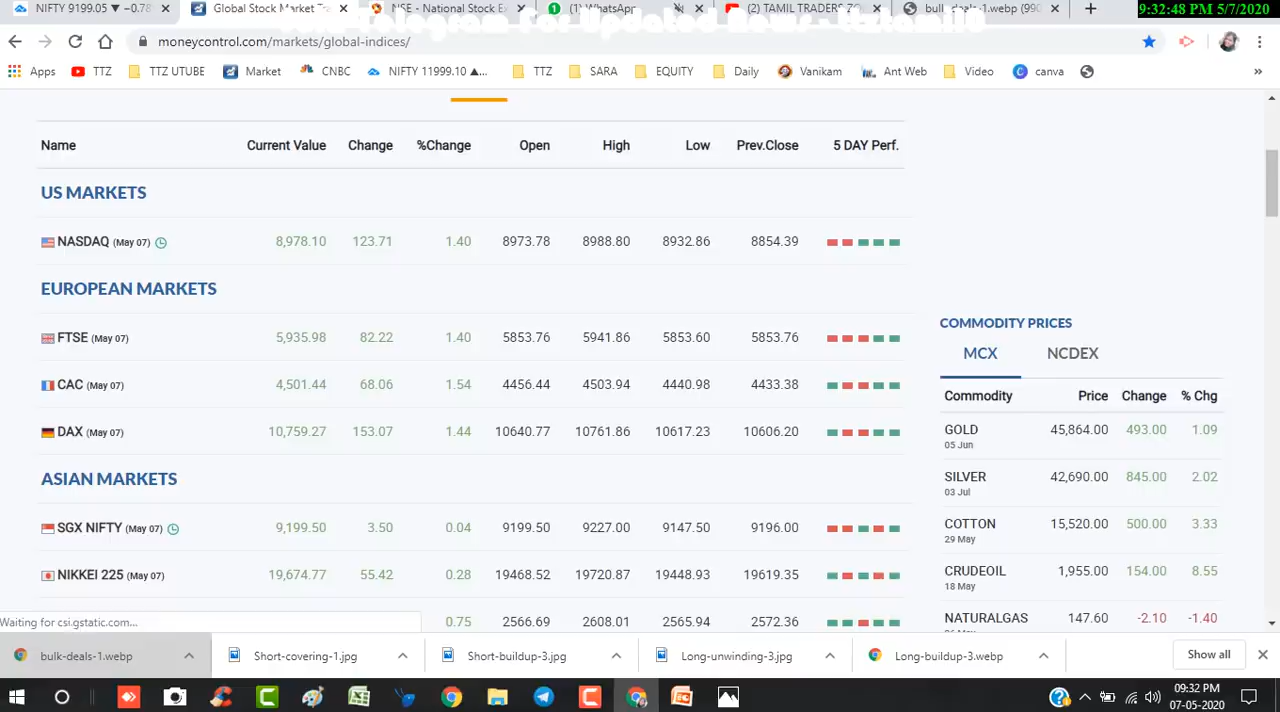 NIFTY 9199.05 ▼ -0.78
Global Stock Market Tr
NSE - National Stock Ex
(1) WhatsApp
(2) TAMIL TRADERS ZO
bulk-deals-1.webp (990
9:32:48 PM 5/7/2020
moneycontrol.com/markets/global-indices/
Apps TTZ TTZ UTUBE Market CNBC NIFTY 11999.10 ▲... TTZ SARA EQUITY Daily Vanikam Ant Web Video canva »
Name Current Value Change %Change Open High Low Prev.Close 5 DAY Perf.
US MARKETS
NASDAQ (May 07) 8,978.10 123.71 1.40 8973.78 8988.80 8932.86 8854.39
EUROPEAN MARKETS
FTSE (May 07) 5,935.98 82.22 1.40 5853.76 5941.86 5853.60 5853.76
CAC (May 07) 4,501.44 68.06 1.54 4456.44 4503.94 4440.98 4433.38
DAX (May 07) 10,759.27 153.07 1.44 10640.77 10761.86 10617.23 10606.20
ASIAN MARKETS
SGX NIFTY (May 07) 9,199.50 3.50 0.04 9199.50 9227.00 9147.50 9196.00
NIKKEI 225 (May 07) 19,674.77 55.42 0.28 19468.52 19720.87 19448.93 19619.35
0.75 2566.69 2608.01 2565.94 2572.36
COMMODITY PRICES
MCX NCDEX
Commodity Price Change % Chg
GOLD 45,864.00 493.00 1.09
05 Jun
SILVER 42,690.00 845.00 2.02
03 Jul
COTTON 15,520.00 500.00 3.33
29 May
CRUDEOIL 1,955.00 154.00 8.55
18 May
NATURALGAS 147.60 -2.10 -1.40
Waiting for csi.gstatic.com...
bulk-deals-1.webp Short-covering-1.jpg Short-buildup-3.jpg Long-unwinding-3.jpg Long-buildup-3.webp Show all
09:32 PM
07-05-2020